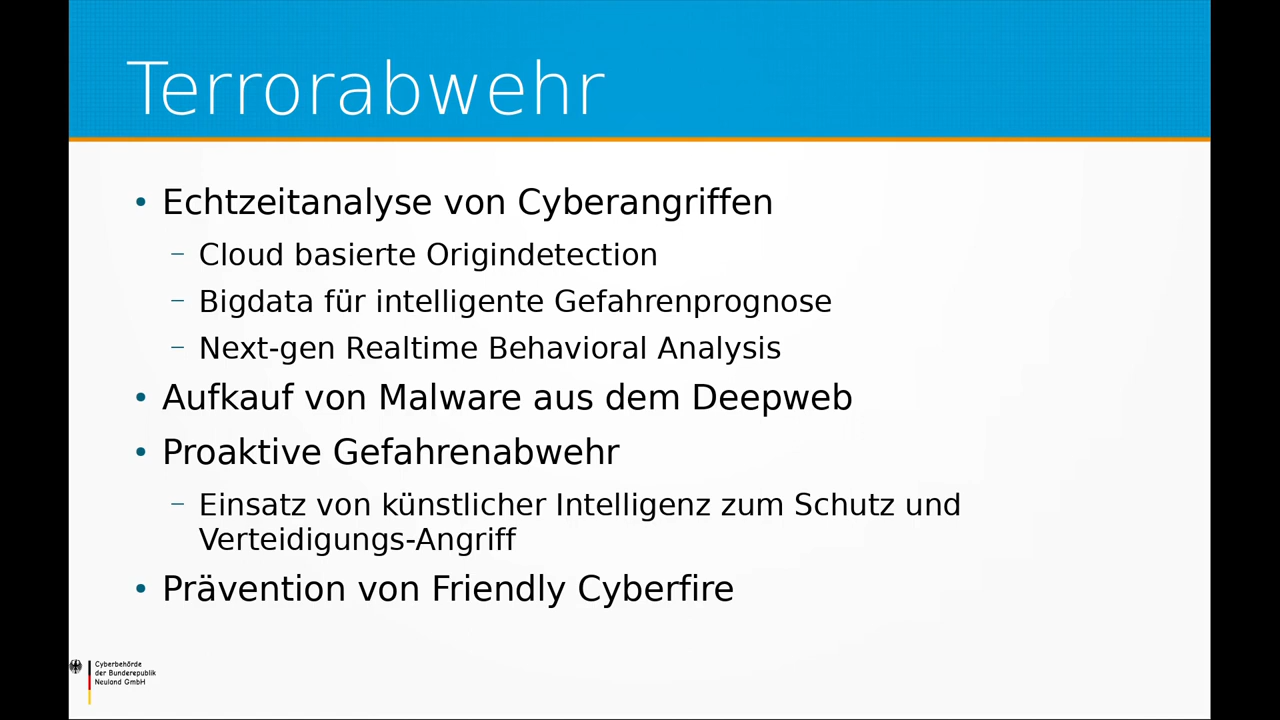 Terrorabwehr
• Echtzeitanalyse von Cyberangriffen
– Cloud basierte Origindetection
– Bigdata für intelligente Gefahrenprognose
– Next-gen Realtime Behavioral Analysis
• Aufkauf von Malware aus dem Deepweb
• Proaktive Gefahrenabwehr
– Einsatz von künstlicher Intelligenz zum Schutz und
Verteidigungs-Angriff
• Prävention von Friendly Cyberfire
Cyberbehörde
der Bunderepublik
Neuland GmbH